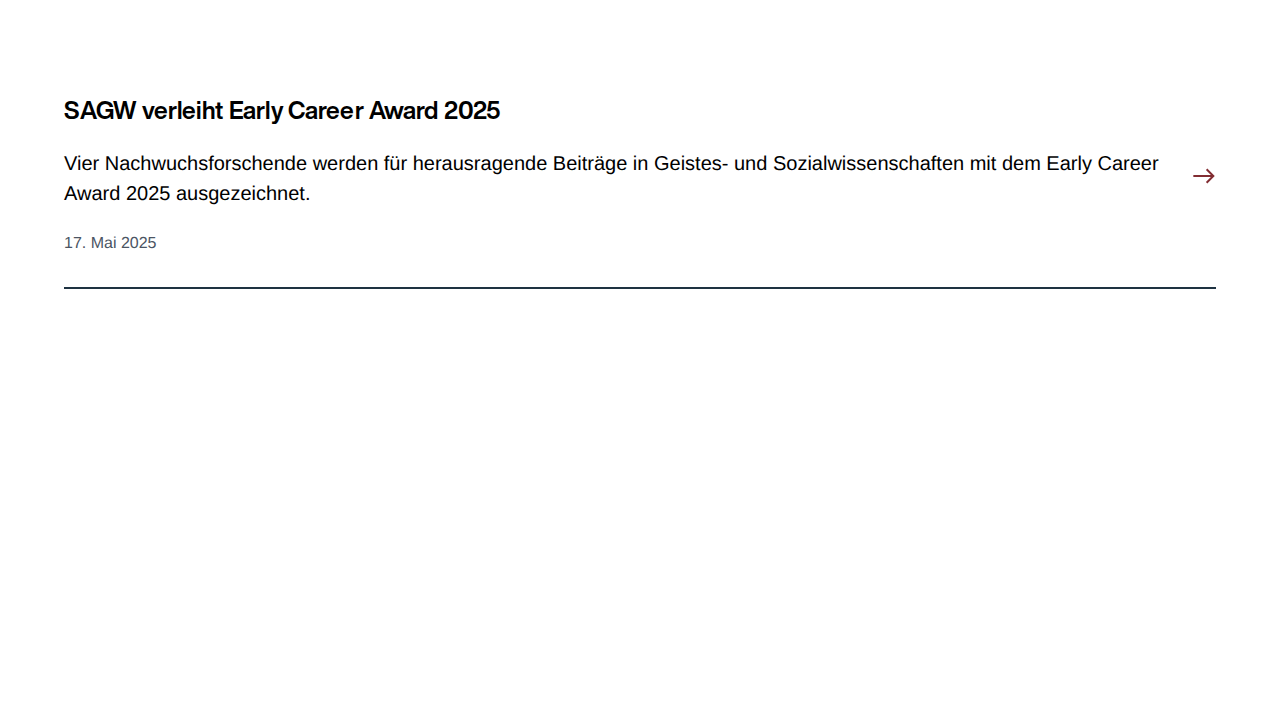 SAGW verleiht Early Career Award 2025
Vier Nachwuchsforschende werden für herausragende Beiträge in Geistes- und Sozialwissenschaften mit dem Early Career
Award 2025 ausgezeichnet.
17. Mai 2025